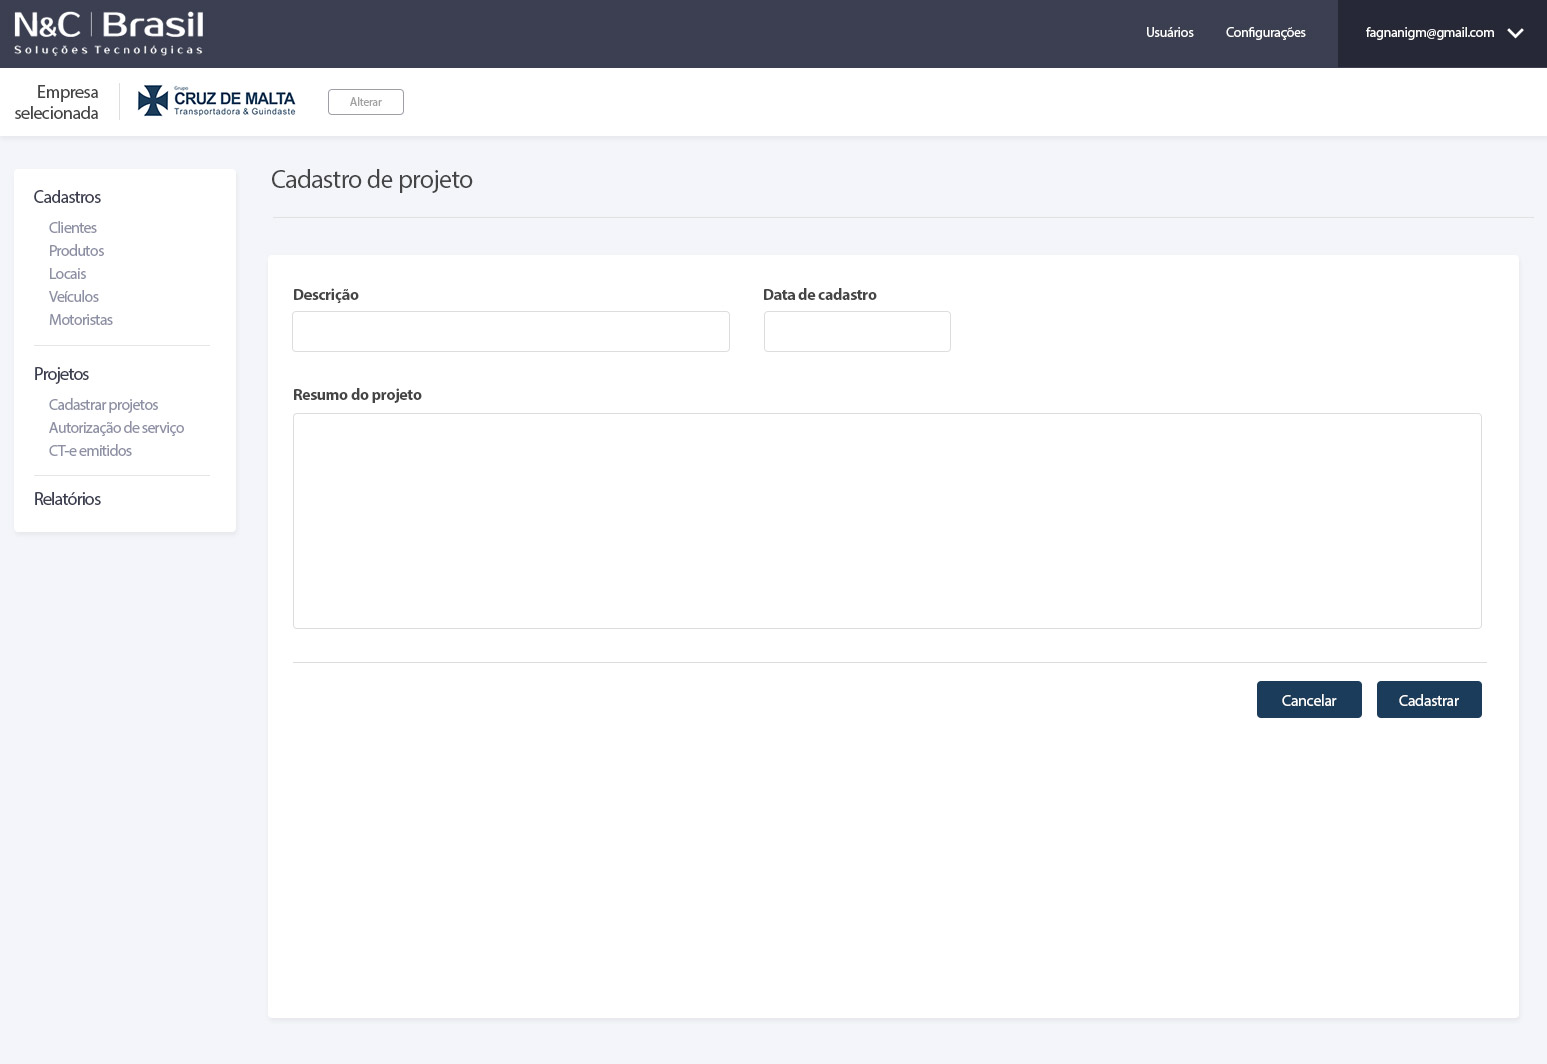 N&C | Brasil
Soluções Tecnológicas
Usuários
Configurações
fagnanigm@gmail.com
Empresa
selecionada
Grupo
CRUZ DE MALTA
Transportadora & Guindaste
Alterar
Cadastros
Clientes
Produtos
Locais
Veículos
Motoristas
Projetos
Cadastrar projetos
Autorização de serviço
CT-e emitidos
Relatórios
Cadastro de projeto
Descrição
Data de cadastro
Resumo do projeto
Cancelar
Cadastrar